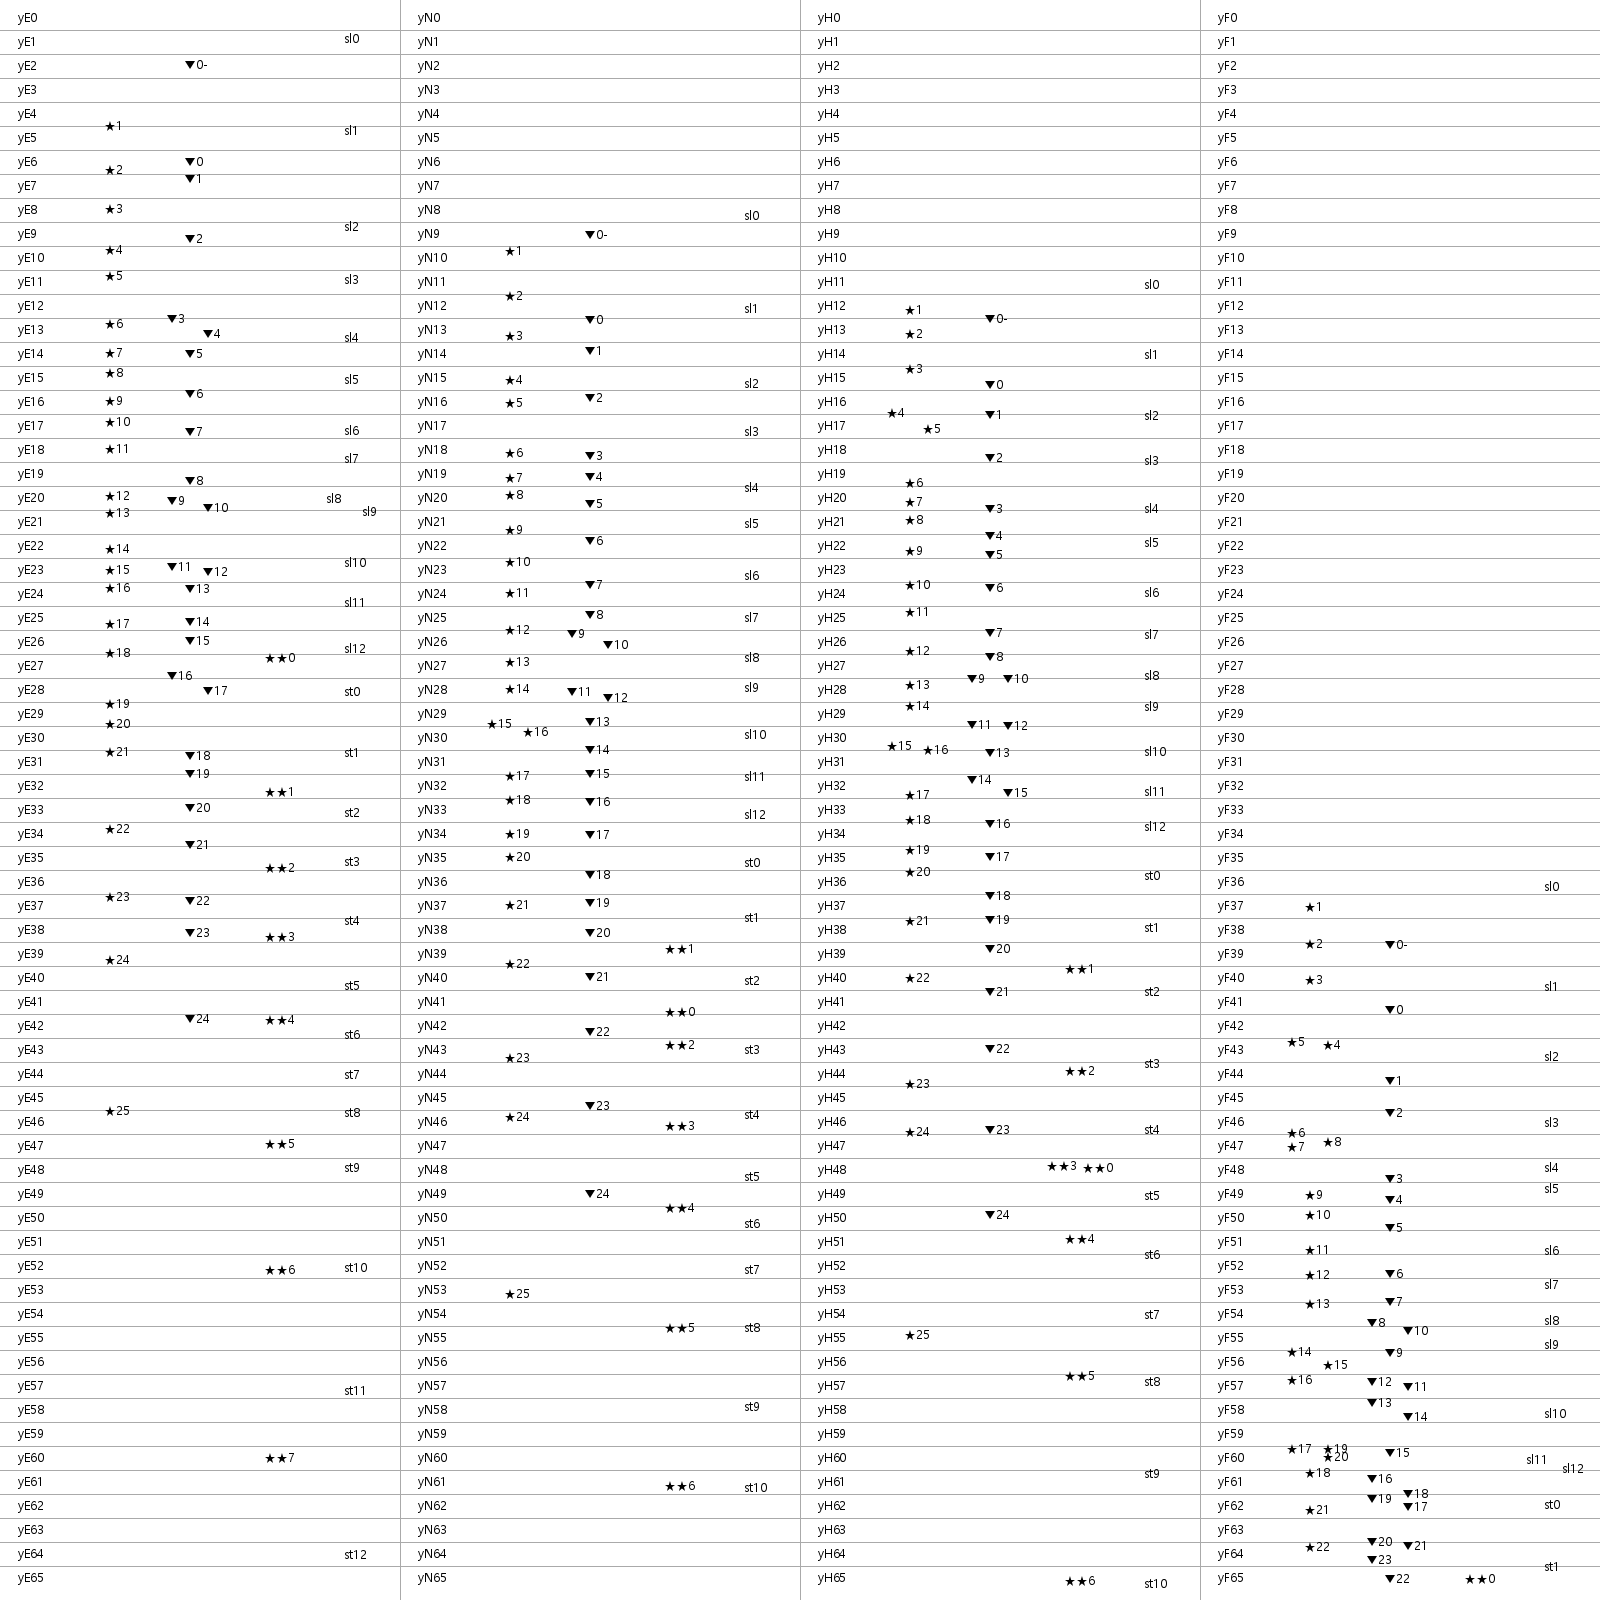 yE0
yE1 sl0
yE2 ▼0-
yE3
yE4
★1
yE5 sl1
yE6 ▼0
★2
yE7 ▼1
yE8 ★3
sl2
yE9 ▼2
yE10 ★4
yE11 ★5 sl3
yE12
▼3
yE13 ★6 ▼4 sl4
yE14 ★7 ▼5
yE15 ★8 sl5
▼6
yE16 ★9
yE17 ★10 ▼7 sl6
yE18 ★11 sl7
yE19 ▼8
yE20 ★12 ▼9 ▼10 sl8
yE21 ★13 sl9
yE22 ★14
yE23 ★15 ▼11 ▼12 sl10
yE24 ★16 ▼13 sl11
yE25 ★17 ▼14
yE26 ★18 ▼15 sl12
yE27 ★★0
▼16
yE28 ▼17 st0
★19
yE29 ★20
yE30
yE31 ★21 ▼18 st1
▼19
yE32 ★★1
yE33 ▼20 st2
yE34 ★22 ▼21
yE35 st3
★★2
yE36
yE37 ★23 ▼22 st4
yE38 ▼23 ★★3
yE39 ★24
yE40 st5
yE41
yE42 ▼24 ★★4 st6
yE43
yE44 st7
yE45
yE46 ★25 st8
yE47 ★★5
yE48 st9
yE49
yE50
yE51
yE52 ★★6 st10
yE53
yE54
yE55
yE56
yE57 st11
yE58
yE59
yE60 ★★7
yE61
yE62
yE63
yE64 st12
yE65
yN0
yN1
yN2
yN3
yN4
yN5
yN6
yN7
yN8 sl0
yN9 ▼0-
yN10 ★1
yN11
★2
yN12 sl1
▼0
yN13 ★3
yN14 ▼1
yN15 ★4 sl2
yN16 ★5 ▼2
yN17 sl3
yN18 ★6 ▼3
yN19 ★7 ▼4
yN20 ★8 ▼5 sl4
yN21 ★9 sl5
yN22 ▼6
yN23 ★10 sl6
yN24 ★11 ▼7
yN25 ▼8 sl7
yN26 ★12 ▼9 ▼10
yN27 ★13 sl8
yN28 ★14 ▼11 ▼12 sl9
yN29 ★15 ▼13
yN30 ★16 sl10
▼14
yN31
★17 ▼15 sl11
yN32
yN33 ★18 ▼16 sl12
yN34 ★19 ▼17
yN35 ★20 st0
yN36 ▼18
yN37 ★21 ▼19
st1
yN38 ▼20
yN39 ★★1
★22
yN40 ▼21 st2
yN41
★★0
yN42 ▼22
yN43 ★★2 st3
★23
yN44
yN45 ▼23
yN46 ★24 ★★3 st4
yN47
yN48 st5
yN49 ▼24
★★4
yN50 st6
yN51
yN52 st7
yN53 ★25
yN54
yN55 ★★5 st8
yN56
yN57
yN58 st9
yN59
yN60
yN61 ★★6 st10
yN62
yN63
yN64
yN65
yH0
yH1
yH2
yH3
yH4
yH5
yH6
yH7
yH8
yH9
yH10
yH11 sl0
yH12 ★1
▼0-
yH13 ★2
yH14 sl1
yH15 ★3 ▼0
yH16
★4 ▼1 sl2
yH17 ★5
yH18 ▼2 sl3
yH19 ★6
yH20 ★7 ▼3 sl4
yH21 ★8
▼4
yH22 ★9 ▼5 sl5
yH23
yH24 ★10 ▼6 sl6
yH25 ★11
▼7 sl7
yH26 ★12
▼8
yH27 sl8
yH28 ★13 ▼9 ▼10
yH29 ★14 ▼11 ▼12 sl9
yH30 ★15 ★16 ▼13 sl10
yH31
▼14
yH32 ★17 ▼15 sl11
yH33 ★18
yH34 ▼16 sl12
yH35 ★19 ▼17
yH36 ★20 st0
▼18
yH37
yH38 ★21 ▼19 st1
yH39 ▼20
★★1
yH40 ★22 ▼21 st2
yH41
yH42
yH43 ▼22
st3
yH44 ★23 ★★2
yH45
yH46 ★24 ▼23 st4
yH47
yH48 ★★3 ★★0
yH49 st5
yH50 ▼24
yH51 ★★4 st6
yH52
yH53
yH54 st7
yH55 ★25
yH56
★★5
yH57 st8
yH58
yH59
yH60
yH61 st9
yH62
yH63
yH64
yH65 ★★6 st10
yF0
yF1
yF2
yF3
yF4
yF5
yF6
yF7
yF8
yF9
yF10
yF11
yF12
yF13
yF14
yF15
yF16
yF17
yF18
yF19
yF20
yF21
yF22
yF23
yF24
yF25
yF26
yF27
yF28
yF29
yF30
yF31
yF32
yF33
yF34
yF35
yF36 sl0
yF37 ★1
yF38
★2 ▼0-
yF39
yF40 ★3 sl1
yF41 ▼0
yF42
yF43 ★5 ★4 sl2
yF44 ▼1
yF45
▼2
yF46 ★6 sl3
yF47 ★7 ★8
yF48 ▼3 sl4
yF49 ★9 ▼4 sl5
yF50 ★10 ▼5
yF51 ★11 sl6
yF52 ★12 ▼6
yF53 ★13 ▼7 sl7
yF54 ▼8 sl8
yF55 ▼10 sl9
★14 ▼9
yF56 ★15
yF57 ★16 ▼12 ▼11
▼13
yF58 ▼14 sl10
yF59
★17 ★19 ▼15
yF60 ★20 sl11 sl12
yF61 ★18 ▼16
▼19 ▼18
yF62 ★21 ▼17 st0
yF63
▼20 ▼21
yF64 ★22 ▼23 st1
yF65 ▼22 ★★0